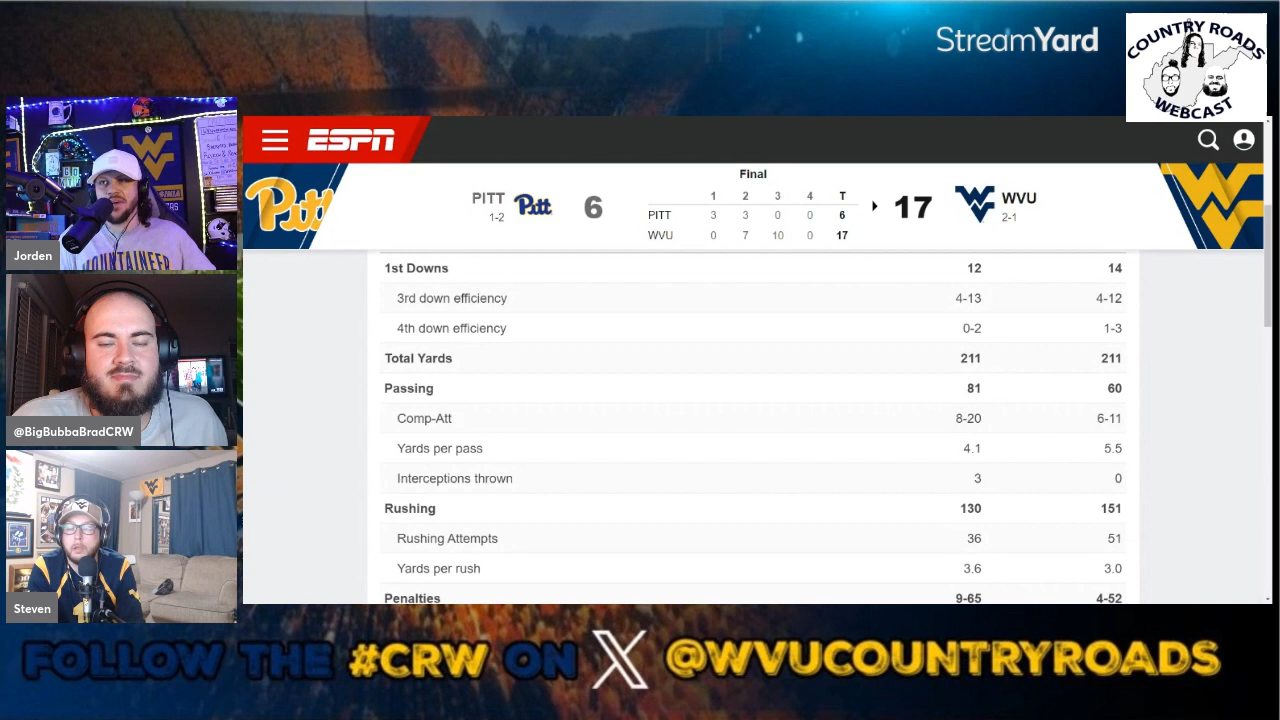 StreamYard
COUNTRY ROADS
WEBCAST
ESPN
Pitt
PITT
1-2
Pitt
6
Final
1 2 3 4 T
PITT 3 3 0 0 6
WVU 0 7 10 0 17
17
WVU
2-1
1st Downs 12 14
3rd down efficiency 4-13 4-12
4th down efficiency 0-2 1-3
Total Yards 211 211
Passing 81 60
Comp-Att 8-20 6-11
Yards per pass 4.1 5.5
Interceptions thrown 3 0
Rushing 130 151
Rushing Attempts 36 51
Yards per rush 3.6 3.0
Penalties 9-65 4-52
Jorden
MOUNTAINEER
@BigBubbaBradCRW
Steven
FOLLOW THE #CRW ON X @WVUCOUNTRYROADS